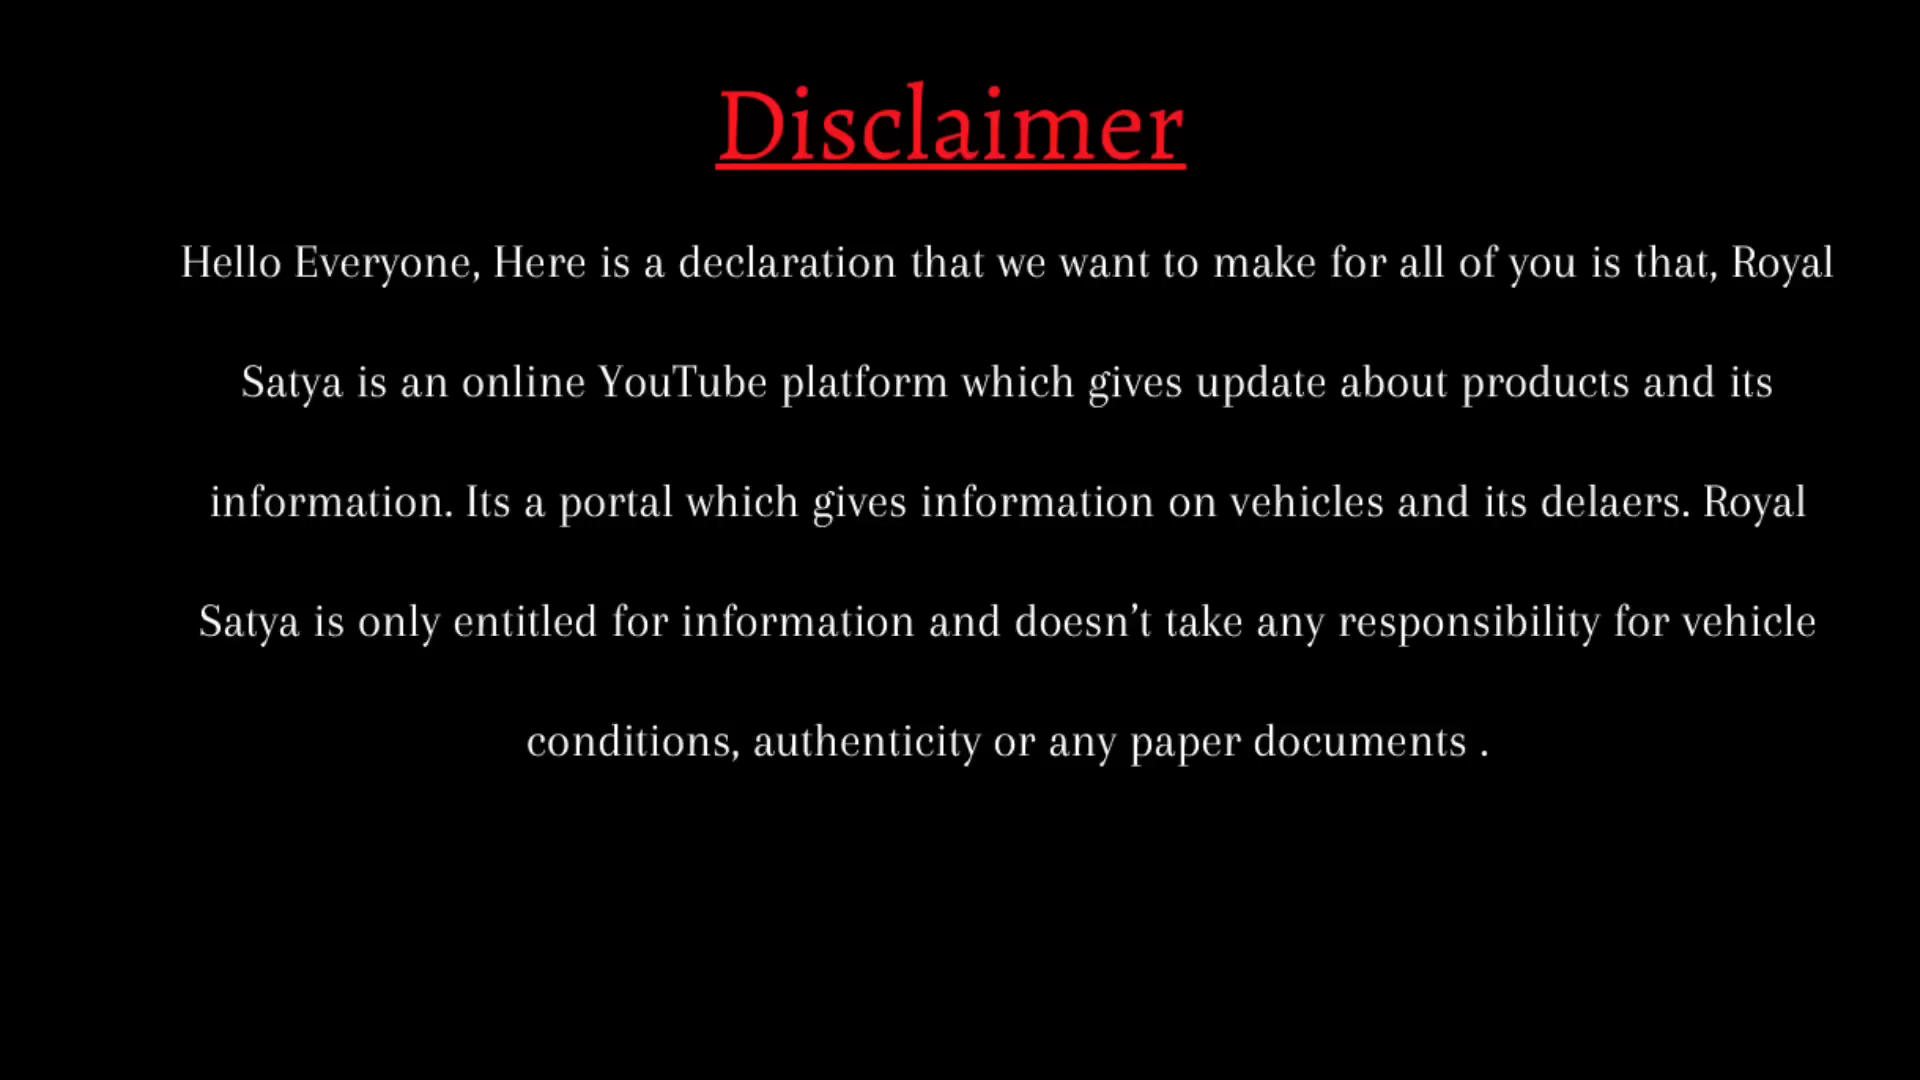 Disclaimer
Hello Everyone, Here is a declaration that we want to make for all of you is that, Royal
Satya is an online YouTube platform which gives update about products and its
information. Its a portal which gives information on vehicles and its delaers. Royal
Satya is only entitled for information and doesn’t take any responsibility for vehicle
conditions, authenticity or any paper documents .